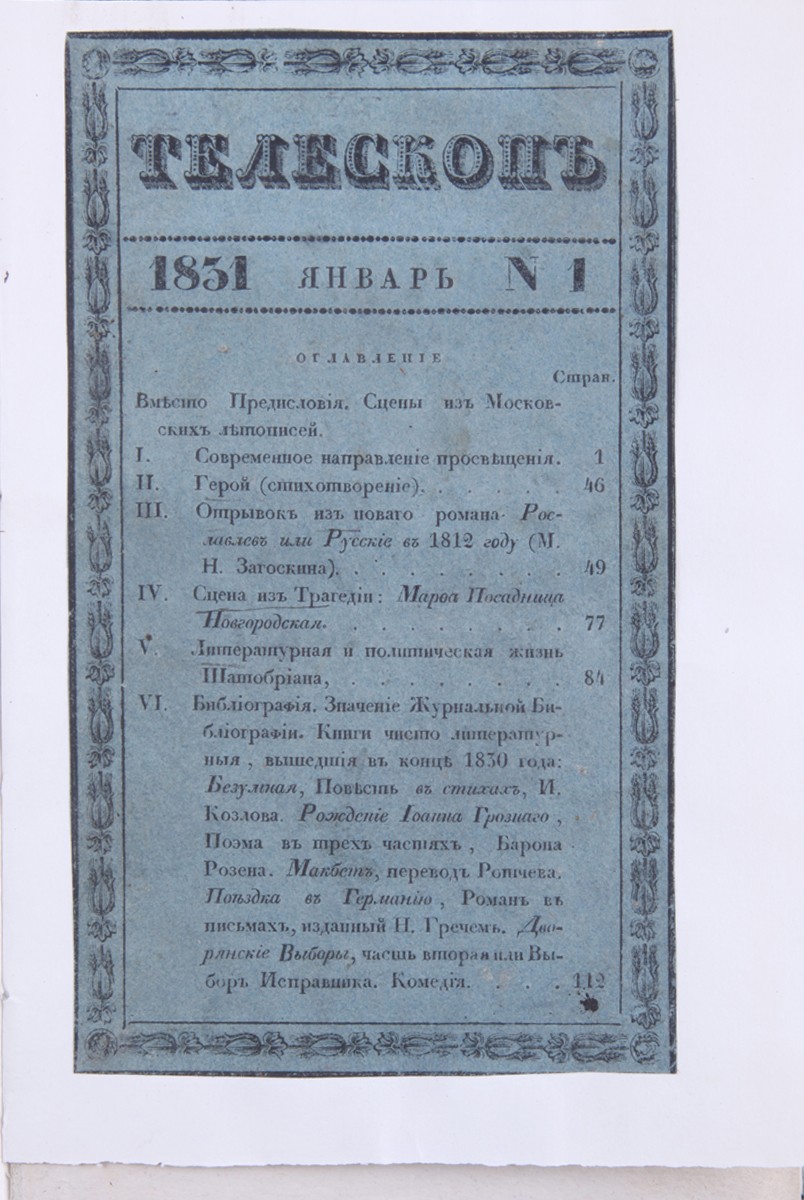 ТЕЛЕСКОПЪ
1831 ЯНВАРЬ N 1
ОГЛАВЛЕНІЕ
Стран.
Вмѣсто Предисловія. Сцены изъ Москов-
скихъ лѣтописей.
I. Современное направленіе просвѣщенія. 1
II. Герой (стихотвореніе). . . . . . 46
III. Отрывокъ изъ новаго романа Рос-
лавлевъ или Русскіе въ 1812 году (М.
Н. Загоскина). . . . . . . . . 49
IV. Сцена изъ Трагедіи: Марѳа Посадница
Новгородская. . . . . . . . . 77
V. Литературная и политическая жизнь
Шатобріана, . . . . . . . . 84
VI. Библіографія. Значеніе Журнальной Би-
бліографіи. Книги чисто литератур-
ныя , вышедшія въ концѣ 1830 года:
Безумная, Повѣсть въ стихахъ, И.
Козлова. Рожденіе Іоанна Грознаго ,
Поэма въ трехъ частяхъ , Барона
Розена. Макбетъ, переводъ Ротчева.
Поѣздка въ Германію , Романъ въ
письмахъ, изданный Н. Гречемъ. Дво-
рянскіе Выборы, часть вторая или Вы-
боръ Исправника. Комедія. . . . 112